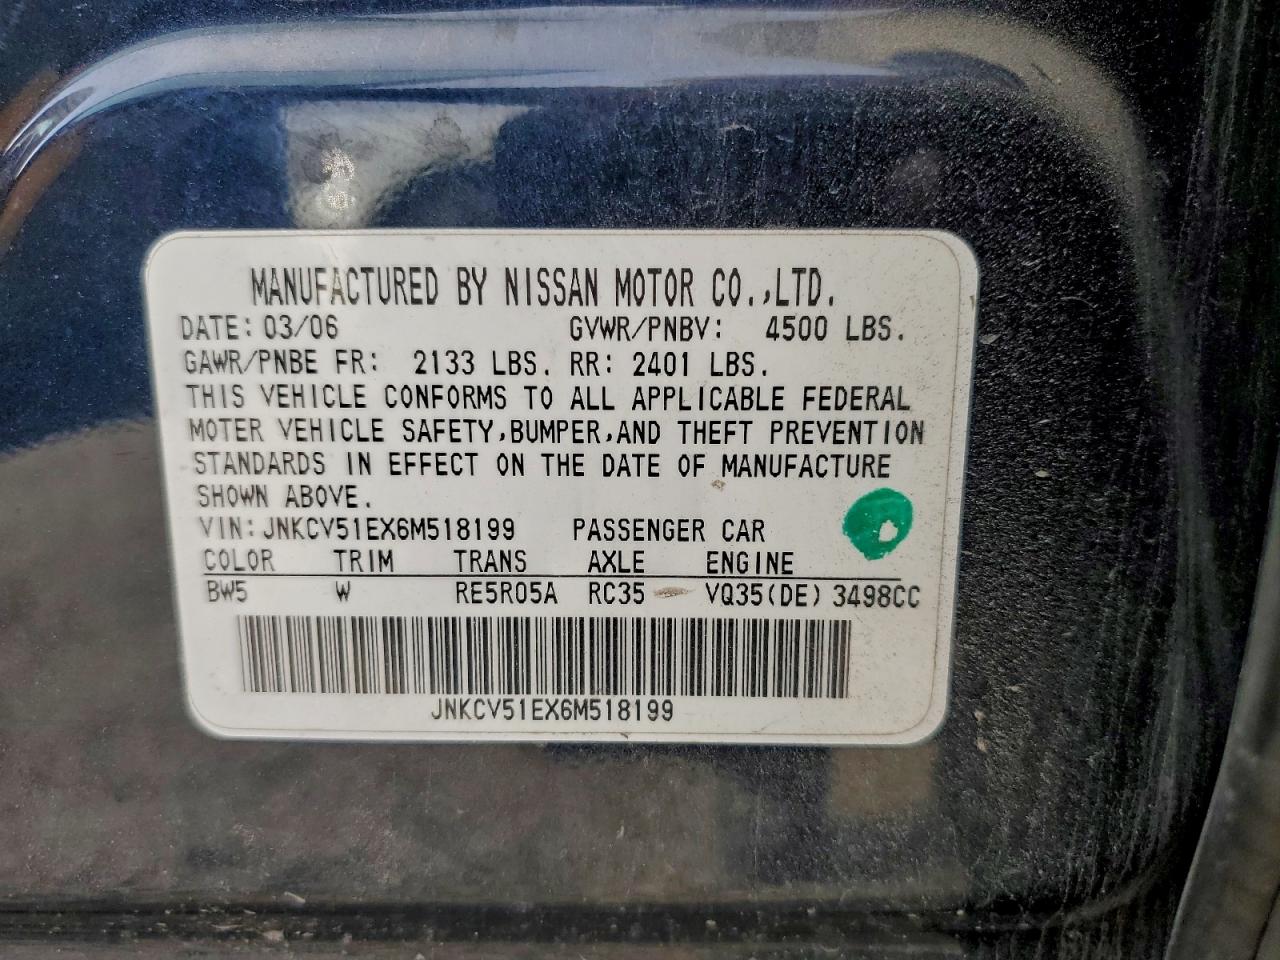 MANUFACTURED BY NISSAN MOTOR CO.,LTD.
DATE: 03/06 GVWR/PNBV: 4500 LBS.
GAWR/PNBE FR: 2133 LBS. RR: 2401 LBS.
THIS VEHICLE CONFORMS TO ALL APPLICABLE FEDERAL
MOTER VEHICLE SAFETY,BUMPER,AND THEFT PREVENTION
STANDARDS IN EFFECT ON THE DATE OF MANUFACTURE
SHOWN ABOVE.
VIN:JNKCV51EX6M518199 PASSENGER CAR
COLOR TRIM TRANS AXLE ENGINE
BW5 W RE5R05A RC35 VQ35(DE) 3498CC
JNKCV51EX6M518199